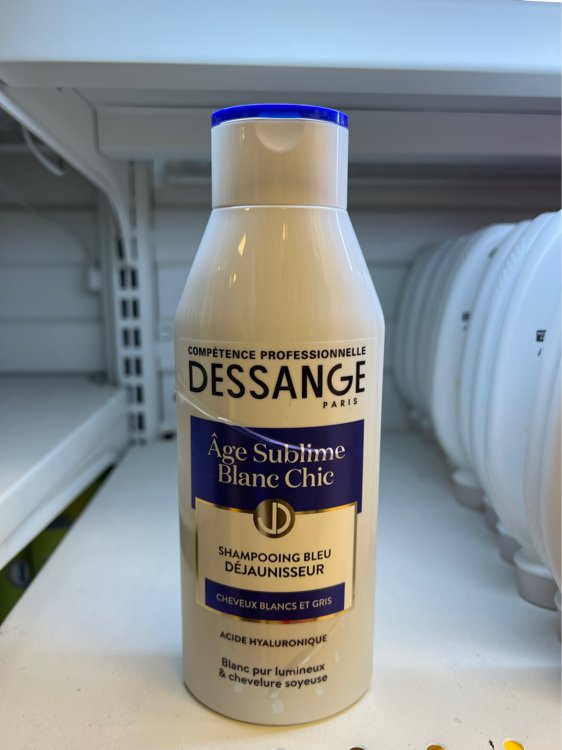 COMPÉTENCE PROFESSIONNELLE
DESSANGE
PARIS
Âge Sublime
Blanc Chic
JD
SHAMPOOING BLEU
DÉJAUNISSEUR
CHEVEUX BLANCS ET GRIS
ACIDE HYALURONIQUE
Blanc pur lumineux
& chevelure soyeuse